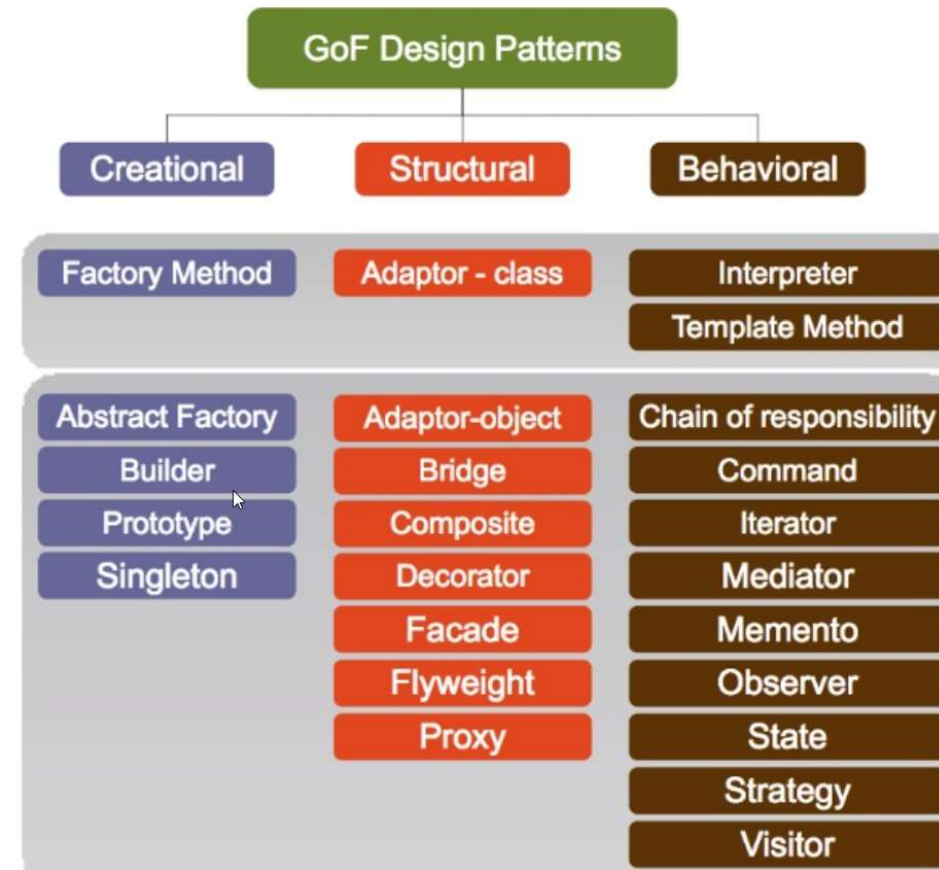 GoF Design Patterns
Creational
Structural
Behavioral
Factory Method
Adaptor - class
Interpreter
Template Method
Abstract Factory
Adaptor-object
Chain of responsibility
Builder
Bridge
Command
Prototype
Composite
Iterator
Singleton
Decorator
Mediator
Facade
Memento
Flyweight
Observer
Proxy
State
Strategy
Visitor